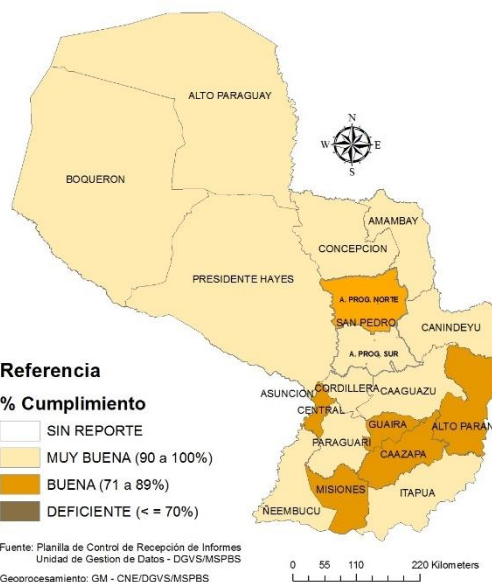 ALTO PARAGUAY
N
W E
S
BOQUERON
AMAMBAY
CONCEPCION
PRESIDENTE HAYES
A. PROG. NORTE
SAN PEDRO
CANINDEYU
A. PROG. SUR
ASUNCION
CORDILLERA
CAAGUAZU
CENTRAL
GUAIRA
ALTO PARAN
PARAGUARI
CAAZAPA
MISIONES
ITAPUA
ÑEEMBUCU
Referencia
% Cumplimiento
SIN REPORTE
MUY BUENA (90 a 100%)
BUENA (71 a 89%)
DEFICIENTE (< = 70%)
Fuente: Planilla de Control de Recepción de Informes
Unidad de Gestion de Datos - DGVS/MSPBS
Geoprocesamiento: GM - CNE/DGVS/MSPBS
0 55 110 220 Kilometers